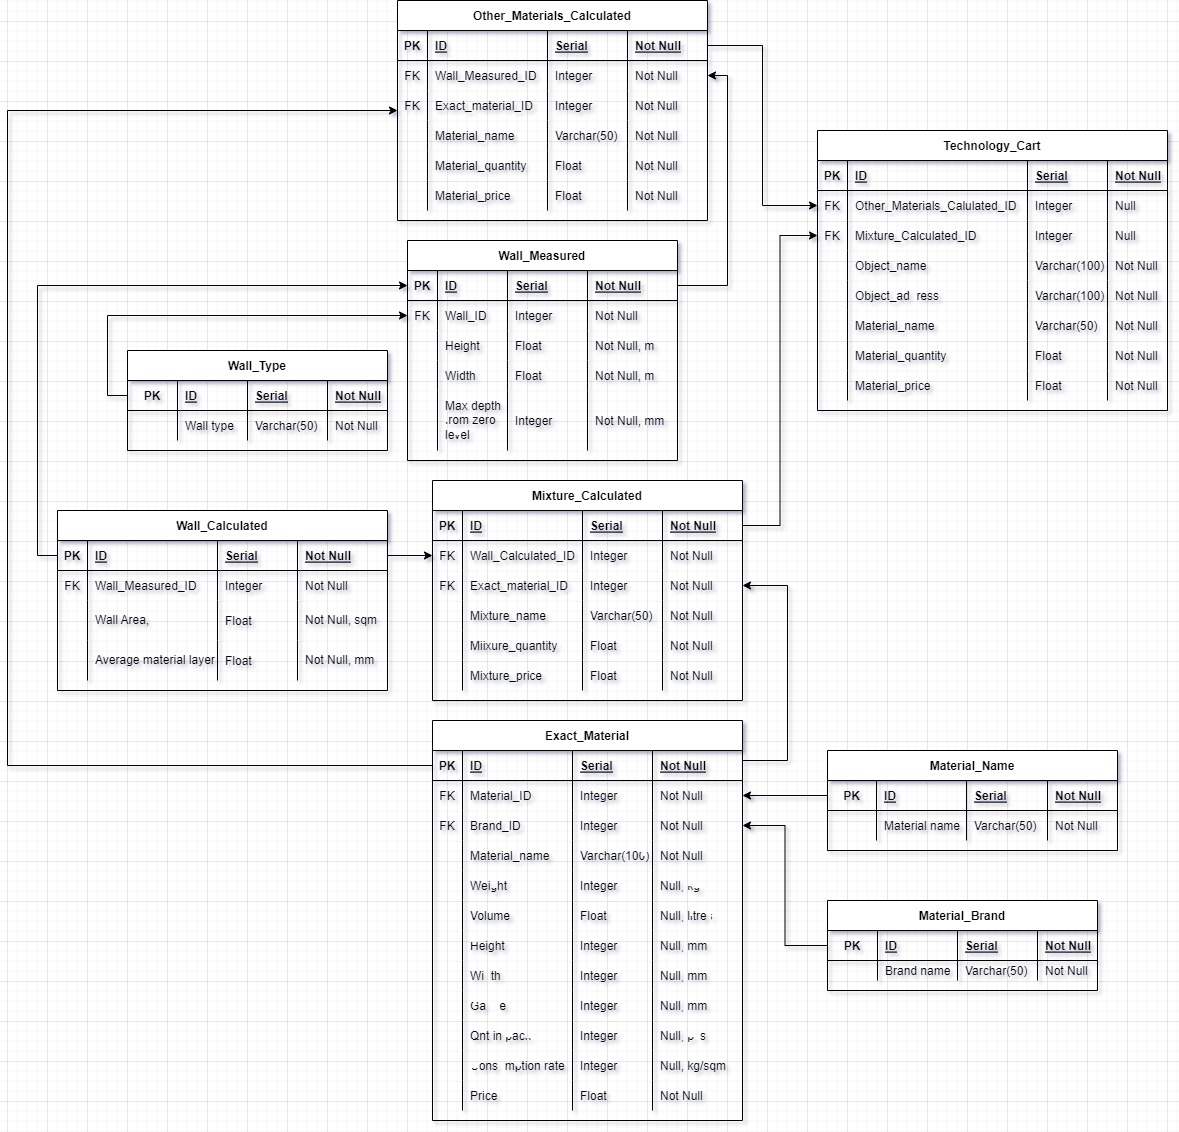 Other_Materials_Calculated
PK ID Serial Not Null
FK Wall_Measured_ID Integer Not Null
FK Exact_material_ID Integer Not Null
Material_name Varchar(50) Not Null
Material_quantity Float Not Null
Material_price Float Not Null
Technology_Cart
PK ID Serial Not Null
FK Other_Materials_Calulated_ID Integer Null
FK Mixture_Calculated_ID Integer Null
Object_name Varchar(100) Not Null
Varchar(100) Not Null
Material_name Varchar(50) Not Null
Material_quantity Float Not Null
Material_price Float Not Null
Wall_Measured
PK ID Serial Not Null
FK Wall_ID Integer Not Null
Height Float Not Null, m
Width Float Not Null, m
Max depth
zero
level
Integer Not Null, mm
Wall_Type
PK ID Serial Not Null
Wall type Varchar(50) Not Null
Wall_Calculated
PK ID Serial Not Null
FK Wall_Measured_ID Integer Not Null
Wall Area, Float Not Null, sqm
Average material layer Float Not Null, mm
Mixture_Calculated
PK ID Serial Not Null
FK Wall_Calculated_ID Integer Not Null
FK Exact_material_ID Integer Not Null
Mixture_name Varchar(50) Not Null
Miixure_quantity Float Not Null
Mixture_price Float Not Null
Exact_Material
PK ID Serial Not Null
FK Material_ID Integer Not Null
FK Brand_ID Integer Not Null
Material_name Varchar(100) Not Null
Weight Integer Null,
Volume Float Null,
Height Integer Null, mm
Integer Null, mm
Integer Null, mm
Qnt in Integer Null,
rate Integer Null, kg/sqm
Price Float Not Null
Material_Name
PK ID Serial Not Null
Material name Varchar(50) Not Null
Material_Brand
PK ID Serial Not Null
Brand name Varchar(50) Not Null